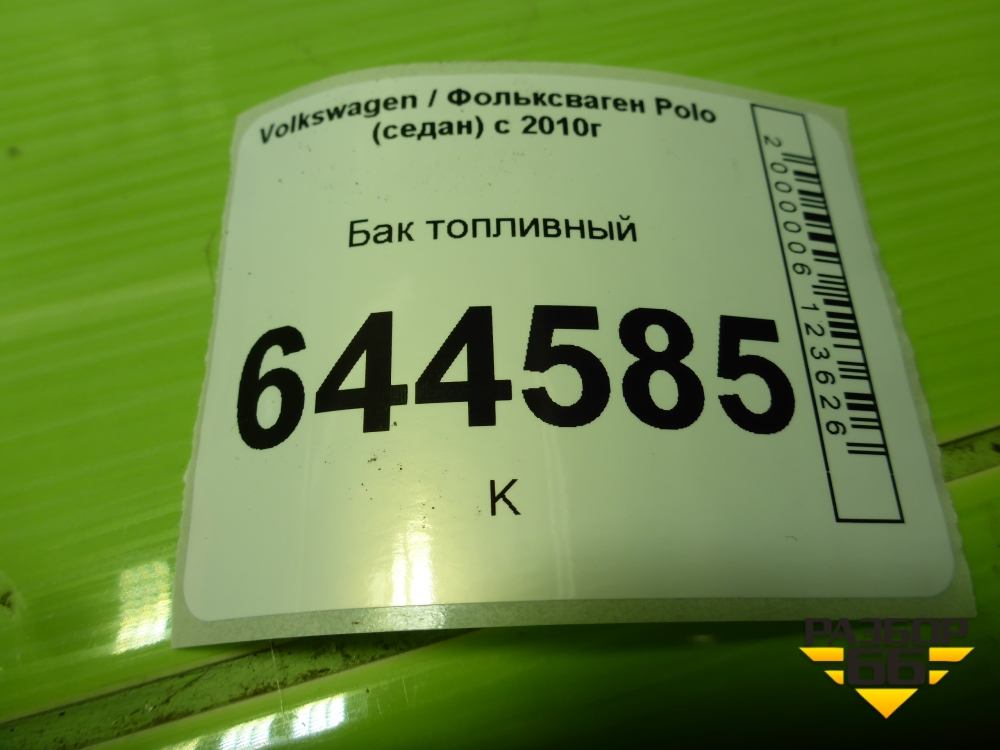 Volkswagen / Фольксваген Polo
(седан) с 2010г
Бак топливный
644585
К
2000006123626
РАЗБОР
66